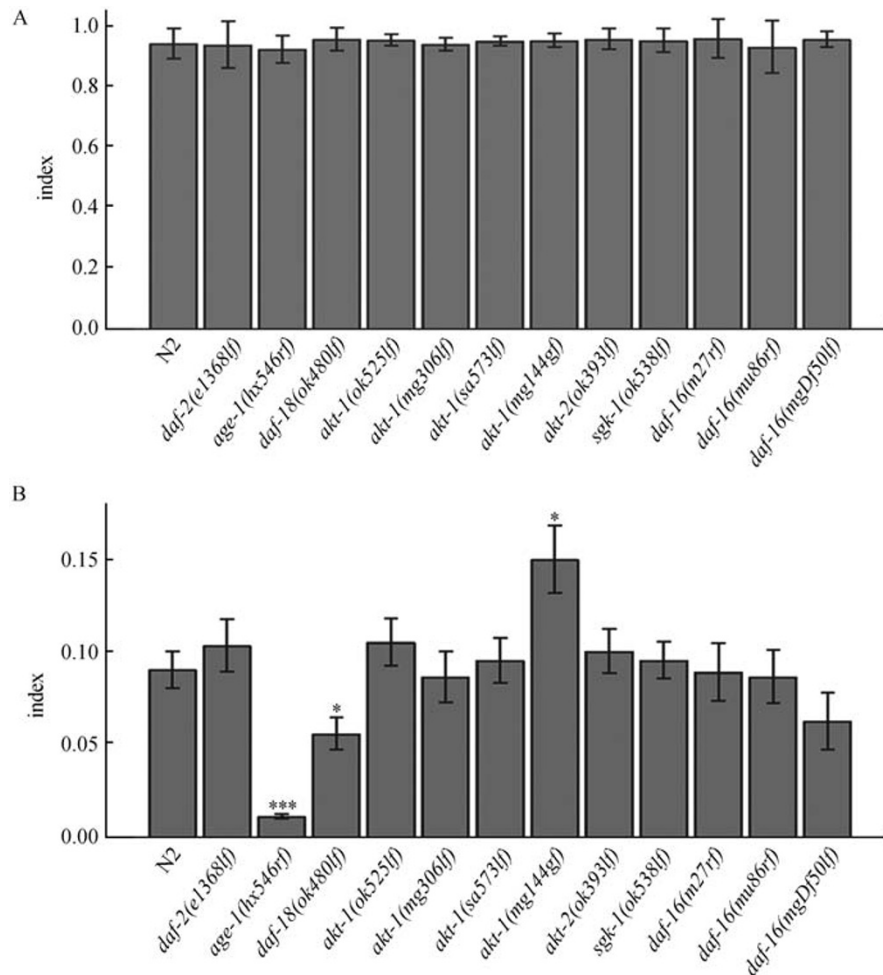 A
1.0
0.8
0.6
0.4
0.2
0.0
index
N2
daf-2(e1368lf)
age-1(hx546rf)
daf-18(ok480lf)
akt-1(ok525lf)
akt-1(mg306lf)
akt-1(sa573lf)
akt-1(mg144gf)
akt-2(ok393lf)
sgk-1(ok538lf)
daf-16(m27rf)
daf-16(mu86rf)
daf-16(mgDf50lf)
B
0.15
0.10
0.05
0.00
index
*
***
*
N2
daf-2(e1368lf)
age-1(hx546rf)
daf-18(ok480lf)
akt-1(ok525lf)
akt-1(mg306lf)
akt-1(sa573lf)
akt-1(mg144gf)
akt-2(ok393lf)
sgk-1(ok538lf)
daf-16(m27rf)
daf-16(mu86rf)
daf-16(mgDf50lf)